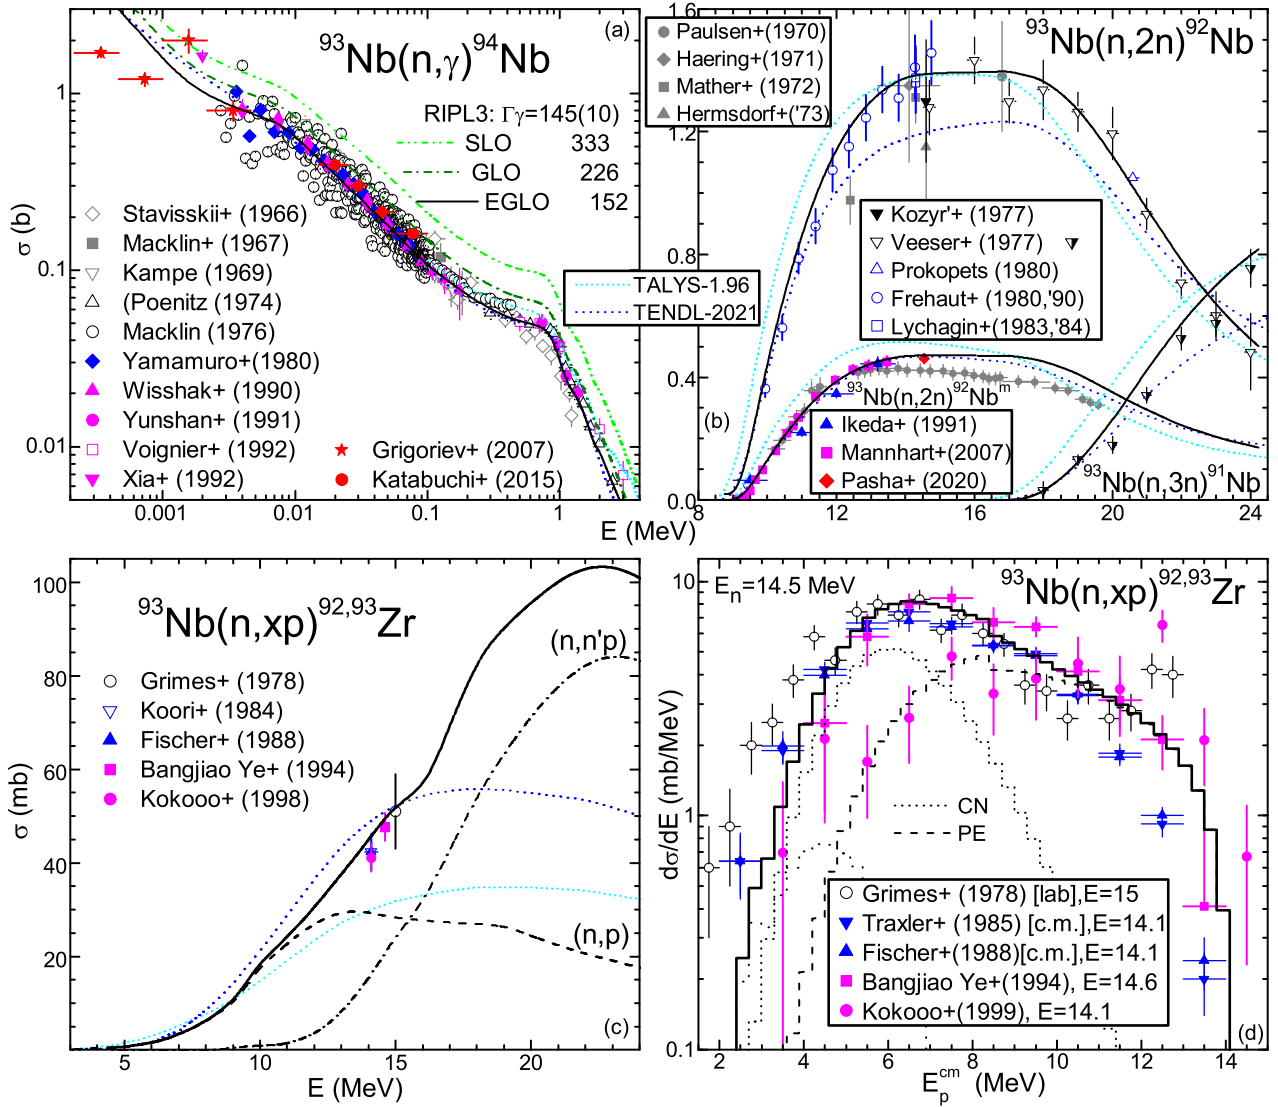 (a)
⁹³Nb(n,γ)⁹⁴Nb
RIPL3: Γγ=145(10)
SLO 333
GLO 226
EGLO 152
Stavisskii+ (1966)
Macklin+ (1967)
Kampe (1969)
(Poenitz (1974)
Macklin (1976)
Yamamuro+(1980)
Wisshak+ (1990)
Yunshan+ (1991)
Voignier+ (1992)
Xia+ (1992)
Grigoriev+ (2007)
Katabuchi+ (2015)
σ (b)
1
0.1
0.01
0.001 0.01 0.1 1
E (MeV)
TALYS-1.96
TENDL-2021
Paulsen+(1970)
Haering+(1971)
Mather+ (1972)
Hermsdorf+('73)
⁹³Nb(n,2n)⁹²Nb
Kozyr'+ (1977)
Veeser+ (1977)
Prokopets (1980)
Frehaut+ (1980,'90)
Lychagin+(1983,'84)
⁹³Nb(n,2n)⁹²Nbᵐ
(b)
Ikeda+ (1991)
Mannhart+(2007)
Pasha+ (2020)
⁹³Nb(n,3n)⁹¹Nb
1.6
1.2
0.8
0.4
0.0
8 12 16 20 24
E (MeV)
⁹³Nb(n,xp)⁹²,⁹³Zr
(n,n'p)
Grimes+ (1978)
Koori+ (1984)
Fischer+ (1988)
Bangjiao Ye+ (1994)
Kokooo+ (1998)
(n,p)
(c)
σ (mb)
100
80
60
40
20
5 10 15 20
E (MeV)
Eₙ=14.5 MeV
⁹³Nb(n,xp)⁹²,⁹³Zr
CN
PE
Grimes+ (1978) [lab],E=15
Traxler+ (1985) [c.m.],E=14.1
Fischer+(1988)[c.m.],E=14.1
Bangjiao Ye+(1994), E=14.6
Kokooo+(1999), E=14.1
(d)
dσ/dE (mb/MeV)
10
1
0.1
2 4 6 8 10 12 14
Eₚᶜᵐ (MeV)